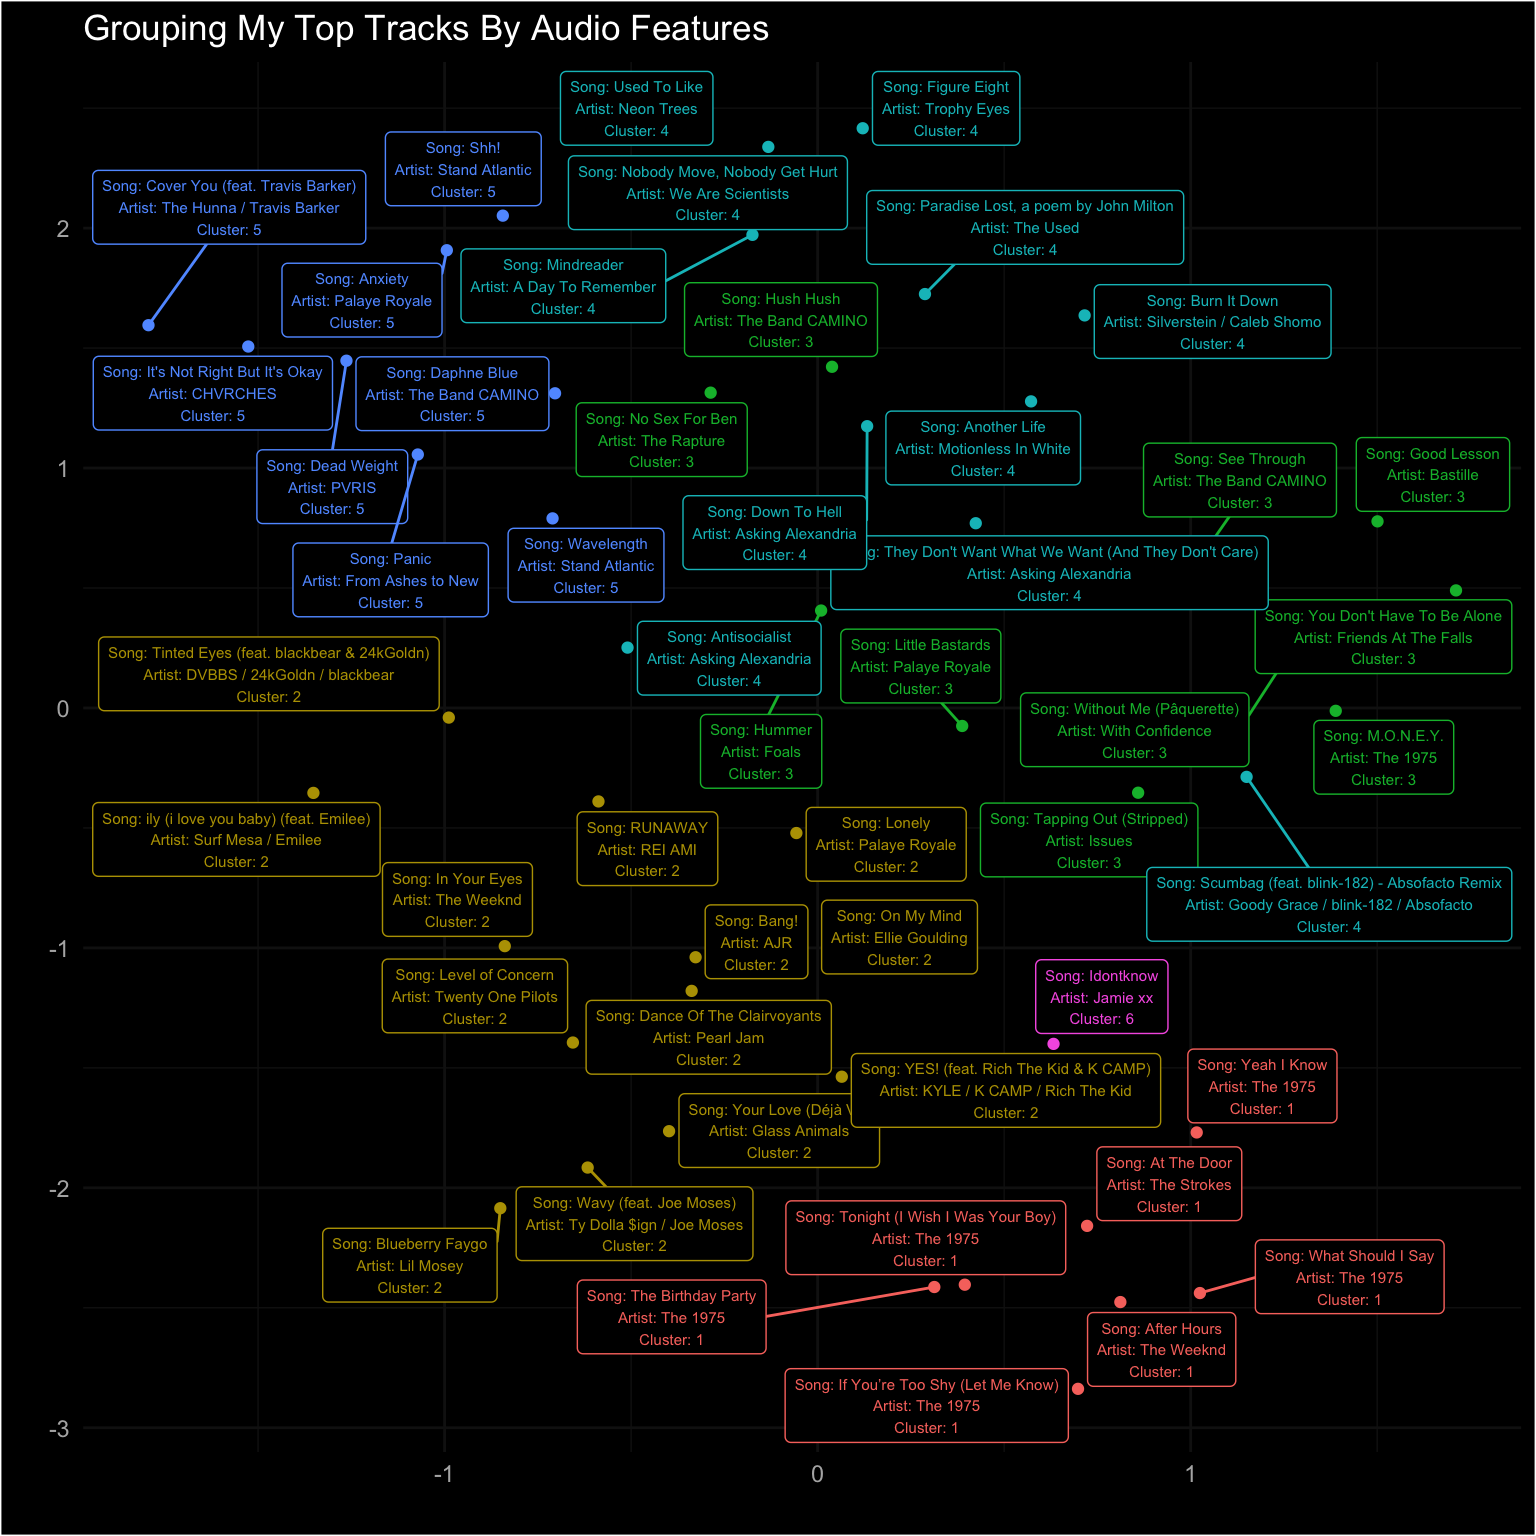 Grouping My Top Tracks By Audio Features
Song: Used To Like
Artist: Neon Trees
Cluster: 4
Song: Figure Eight
Artist: Trophy Eyes
Cluster: 4
Song: Shh!
Artist: Stand Atlantic
Cluster: 5
Song: Nobody Move, Nobody Get Hurt
Artist: We Are Scientists
Cluster: 4
Song: Cover You (feat. Travis Barker)
Artist: The Hunna / Travis Barker
Cluster: 5
Song: Paradise Lost, a poem by John Milton
Artist: The Used
Cluster: 4
Song: Mindreader
Artist: A Day To Remember
Cluster: 4
Song: Anxiety
Artist: Palaye Royale
Cluster: 5
Song: Hush Hush
Artist: The Band CAMINO
Cluster: 3
Song: Burn It Down
Artist: Silverstein / Caleb Shomo
Cluster: 4
Song: It's Not Right But It's Okay
Artist: CHVRCHES
Cluster: 5
Song: Daphne Blue
Artist: The Band CAMINO
Cluster: 5
Song: No Sex For Ben
Artist: The Rapture
Cluster: 3
Song: Another Life
Artist: Motionless In White
Cluster: 4
Song: See Through
Artist: The Band CAMINO
Cluster: 3
Song: Good Lesson
Artist: Bastille
Cluster: 3
Song: Dead Weight
Artist: PVRIS
Cluster: 5
Song: Down To Hell
Artist: Asking Alexandria
Cluster: 4
Song: Panic
Artist: From Ashes to New
Cluster: 5
Song: Wavelength
Artist: Stand Atlantic
Cluster: 5
g: They Don't Want What We Want (And They Don't Care)
Artist: Asking Alexandria
Cluster: 4
Song: You Don't Have To Be Alone
Artist: Friends At The Falls
Cluster: 3
Song: Tinted Eyes (feat. blackbear & 24kGoldn)
Artist: DVBBS / 24kGoldn / blackbear
Cluster: 2
Song: Antisocialist
Artist: Asking Alexandria
Cluster: 4
Song: Little Bastards
Artist: Palaye Royale
Cluster: 3
Song: Without Me (Pâquerette)
Artist: With Confidence
Cluster: 3
Song: Hummer
Artist: Foals
Cluster: 3
Song: M.O.N.E.Y.
Artist: The 1975
Cluster: 3
Song: ily (i love you baby) (feat. Emilee)
Artist: Surf Mesa / Emilee
Cluster: 2
Song: RUNAWAY
Artist: REI AMI
Cluster: 2
Song: Lonely
Artist: Palaye Royale
Cluster: 2
Song: Tapping Out (Stripped)
Artist: Issues
Cluster: 3
Song: In Your Eyes
Artist: The Weeknd
Cluster: 2
Song: Scumbag (feat. blink-182) - Absofacto Remix
Artist: Goody Grace / blink-182 / Absofacto
Cluster: 4
Song: Bang!
Artist: AJR
Cluster: 2
Song: On My Mind
Artist: Ellie Goulding
Cluster: 2
Song: Level of Concern
Artist: Twenty One Pilots
Cluster: 2
Song: Idontknow
Artist: Jamie xx
Cluster: 6
Song: Dance Of The Clairvoyants
Artist: Pearl Jam
Cluster: 2
Song: YES! (feat. Rich The Kid & K CAMP)
Artist: KYLE / K CAMP / Rich The Kid
Cluster: 2
Song: Yeah I Know
Artist: The 1975
Cluster: 1
Song: Your Love (Déjà
Artist: Glass Animals
Cluster: 2
Song: At The Door
Artist: The Strokes
Cluster: 1
Song: Wavy (feat. Joe Moses)
Artist: Ty Dolla $ign / Joe Moses
Cluster: 2
Song: Tonight (I Wish I Was Your Boy)
Artist: The 1975
Cluster: 1
Song: Blueberry Faygo
Artist: Lil Mosey
Cluster: 2
Song: What Should I Say
Artist: The 1975
Cluster: 1
Song: The Birthday Party
Artist: The 1975
Cluster: 1
Song: After Hours
Artist: The Weeknd
Cluster: 1
Song: If You're Too Shy (Let Me Know)
Artist: The 1975
Cluster: 1
2
1
0
-1
-2
-3
-1
0
1